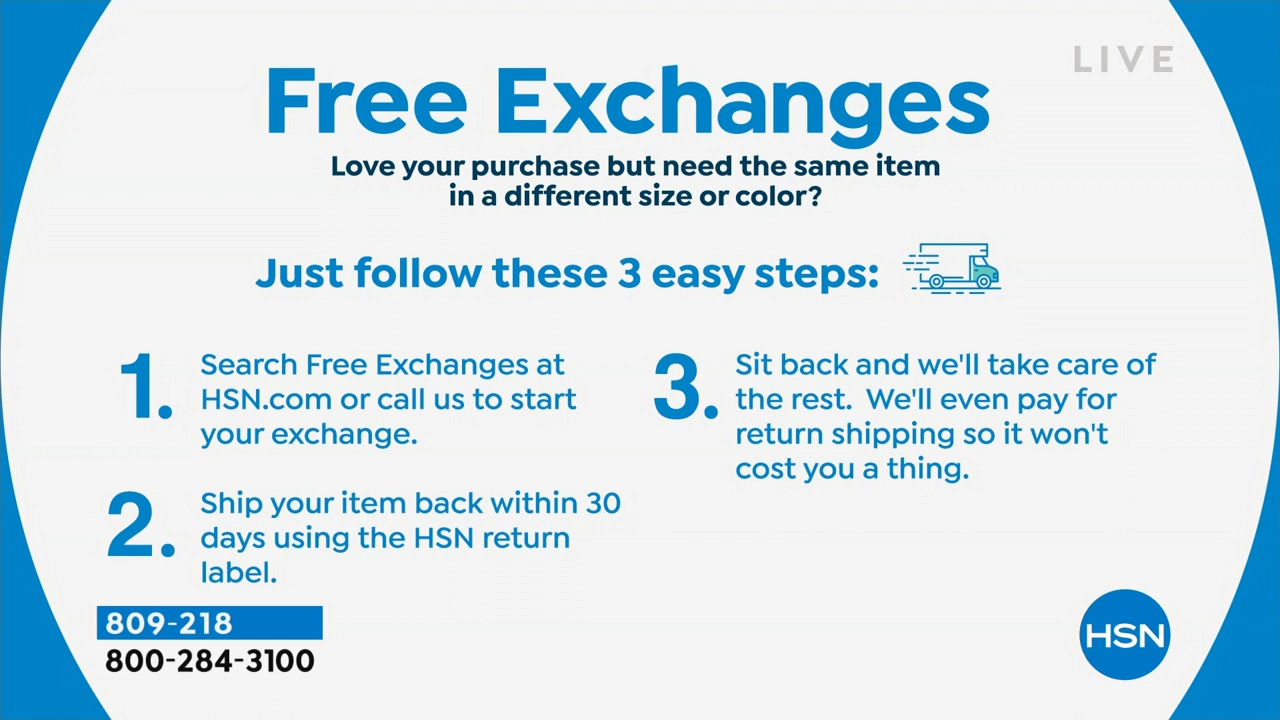 LIVE
Free Exchanges
Love your purchase but need the same item
in a different size or color?
Just follow these 3 easy steps:
1. Search Free Exchanges at
HSN.com or call us to start
your exchange.
2. Ship your item back within 30
days using the HSN return
label.
3. Sit back and we'll take care of
the rest. We'll even pay for
return shipping so it won't
cost you a thing.
809-218
800-284-3100
HSN